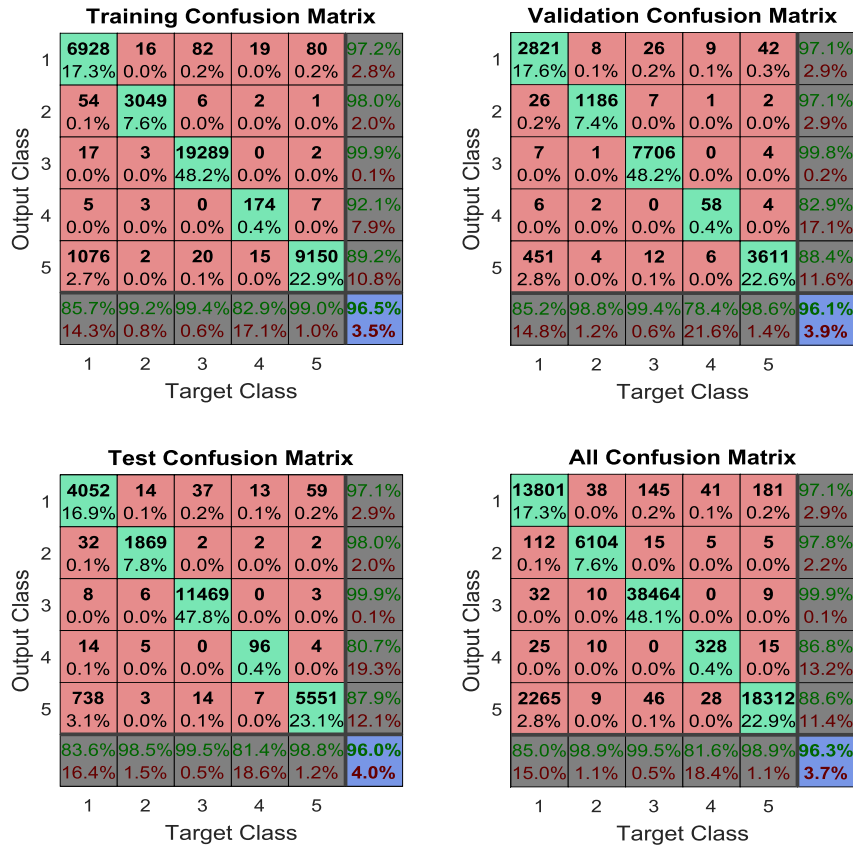 Training Confusion Matrix
6928 16 82 19 80 97.2%
1
17.3% 0.0% 0.2% 0.0% 0.2% 2.8%
54 3049 6 2 1 98.0%
2
0.1% 7.6% 0.0% 0.0% 0.0% 2.0%
17 3 19289 0 2 99.9%
3
0.0% 0.0% 48.2% 0.0% 0.0% 0.1%
5 3 0 174 7 92.1%
4
0.0% 0.0% 0.0% 0.4% 0.0% 7.9%
1076 2 20 15 9150 89.2%
5
2.7% 0.0% 0.1% 0.0% 22.9% 10.8%
85.7% 99.2% 99.4% 82.9% 99.0% 96.5%
14.3% 0.8% 0.6% 17.1% 1.0% 3.5%
1 2 3 4 5
Target Class
Output Class
Validation Confusion Matrix
2821 8 26 9 42 97.1%
1
17.6% 0.1% 0.2% 0.1% 0.3% 2.9%
26 1186 7 1 2 97.1%
2
0.2% 7.4% 0.0% 0.0% 0.0% 2.9%
7 1 7706 0 4 99.8%
3
0.0% 0.0% 48.2% 0.0% 0.0% 0.2%
6 2 0 58 4 82.9%
4
0.0% 0.0% 0.0% 0.4% 0.0% 17.1%
451 4 12 6 3611 88.4%
5
2.8% 0.0% 0.1% 0.0% 22.6% 11.6%
85.2% 98.8% 99.4% 78.4% 98.6% 96.1%
14.8% 1.2% 0.6% 21.6% 1.4% 3.9%
1 2 3 4 5
Target Class
Output Class
Test Confusion Matrix
4052 14 37 13 59 97.1%
1
16.9% 0.1% 0.2% 0.1% 0.2% 2.9%
32 1869 2 2 2 98.0%
2
0.1% 7.8% 0.0% 0.0% 0.0% 2.0%
8 6 11469 0 3 99.9%
3
0.0% 0.0% 47.8% 0.0% 0.0% 0.1%
14 5 0 96 4 80.7%
4
0.1% 0.0% 0.0% 0.4% 0.0% 19.3%
738 3 14 7 5551 87.9%
5
3.1% 0.0% 0.1% 0.0% 23.1% 12.1%
83.6% 98.5% 99.5% 81.4% 98.8% 96.0%
16.4% 1.5% 0.5% 18.6% 1.2% 4.0%
1 2 3 4 5
Target Class
Output Class
All Confusion Matrix
13801 38 145 41 181 97.1%
1
17.3% 0.0% 0.2% 0.1% 0.2% 2.9%
112 6104 15 5 5 97.8%
2
0.1% 7.6% 0.0% 0.0% 0.0% 2.2%
32 10 38464 0 9 99.9%
3
0.0% 0.0% 48.1% 0.0% 0.0% 0.1%
25 10 0 328 15 86.8%
4
0.0% 0.0% 0.0% 0.4% 0.0% 13.2%
2265 9 46 28 18312 88.6%
5
2.8% 0.0% 0.1% 0.0% 22.9% 11.4%
85.0% 98.9% 99.5% 81.6% 98.9% 96.3%
15.0% 1.1% 0.5% 18.4% 1.1% 3.7%
1 2 3 4 5
Target Class
Output Class